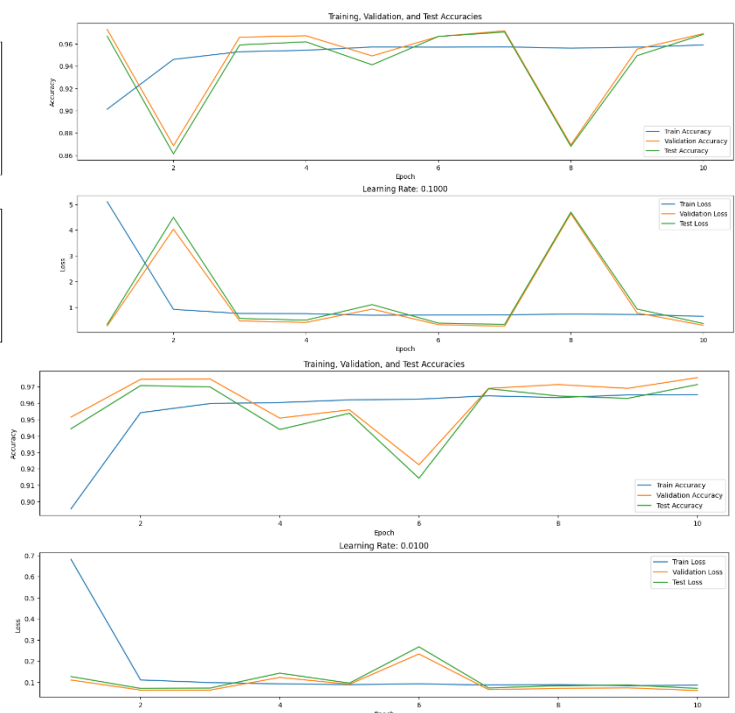 Training, Validation, and Test Accuracies
Accuracy
0.96
0.94
0.92
0.90
0.88
0.86
Train Accuracy
Validation Accuracy
Test Accuracy
2 4 6 8 10
Epoch
Learning Rate: 0.1000
Loss
5
4
3
2
1
Train Loss
Validation Loss
Test Loss
2 4 6 8 10
Epoch
Training, Validation, and Test Accuracies
Accuracy
0.97
0.96
0.95
0.94
0.93
0.92
0.91
0.90
Train Accuracy
Validation Accuracy
Test Accuracy
2 4 6 8 10
Epoch
Learning Rate: 0.0100
Loss
0.7
0.6
0.5
0.4
0.3
0.2
0.1
Train Loss
Validation Loss
Test Loss
2 4 6 8 10
Epoch